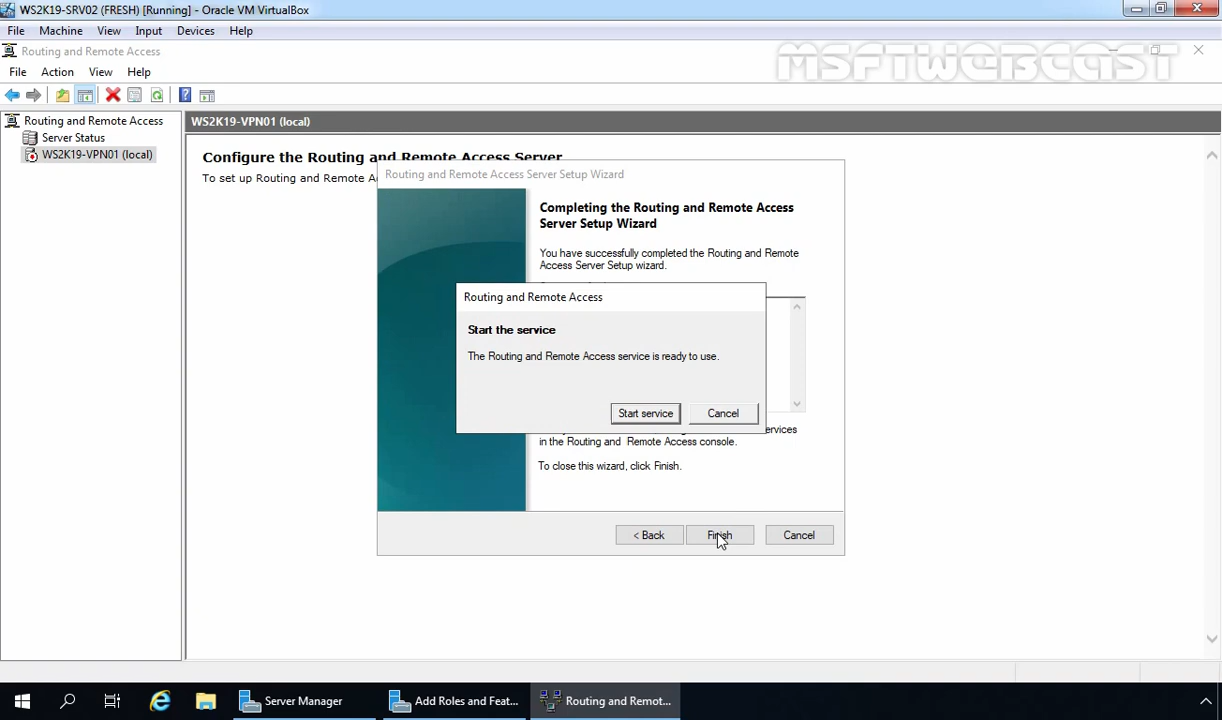 WS2K19-SRV02 (FRESH) [Running] - Oracle VM VirtualBox
File Machine View Input Devices Help
Routing and Remote Access
MSFTWEBCAST
File Action View Help
Routing and Remote Access
Server Status
WS2K19-VPN01 (local)
WS2K19-VPN01 (local)
Configure the Routing and Remote Access Server
To set up Routing and Remote A
Routing and Remote Access Server Setup Wizard
Completing the Routing and Remote Access
Server Setup Wizard
You have successfully completed the Routing and Remote
Access Server Setup wizard.
Routing and Remote Access
Start the service
The Routing and Remote Access service is ready to use.
Start service Cancel
ervices
in the Routing and Remote Access console.
To close this wizard, click Finish.
< Back Finish Cancel
Server Manager Add Roles and Feat... Routing and Remot...